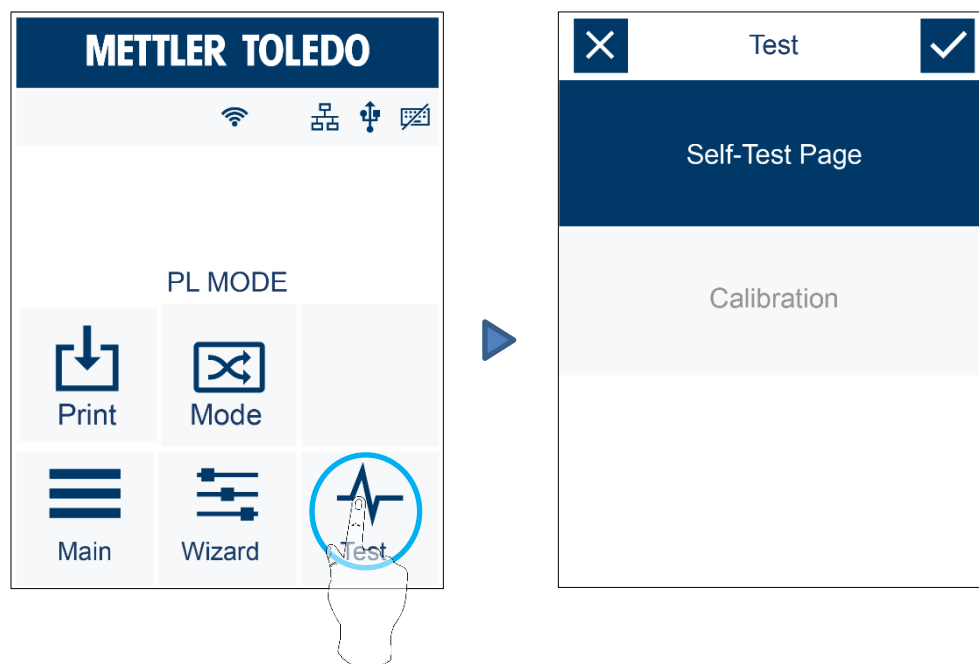 METTLER TOLEDO
PL MODE
Print Mode
Main Wizard Test
Test
Self-Test Page
Calibration